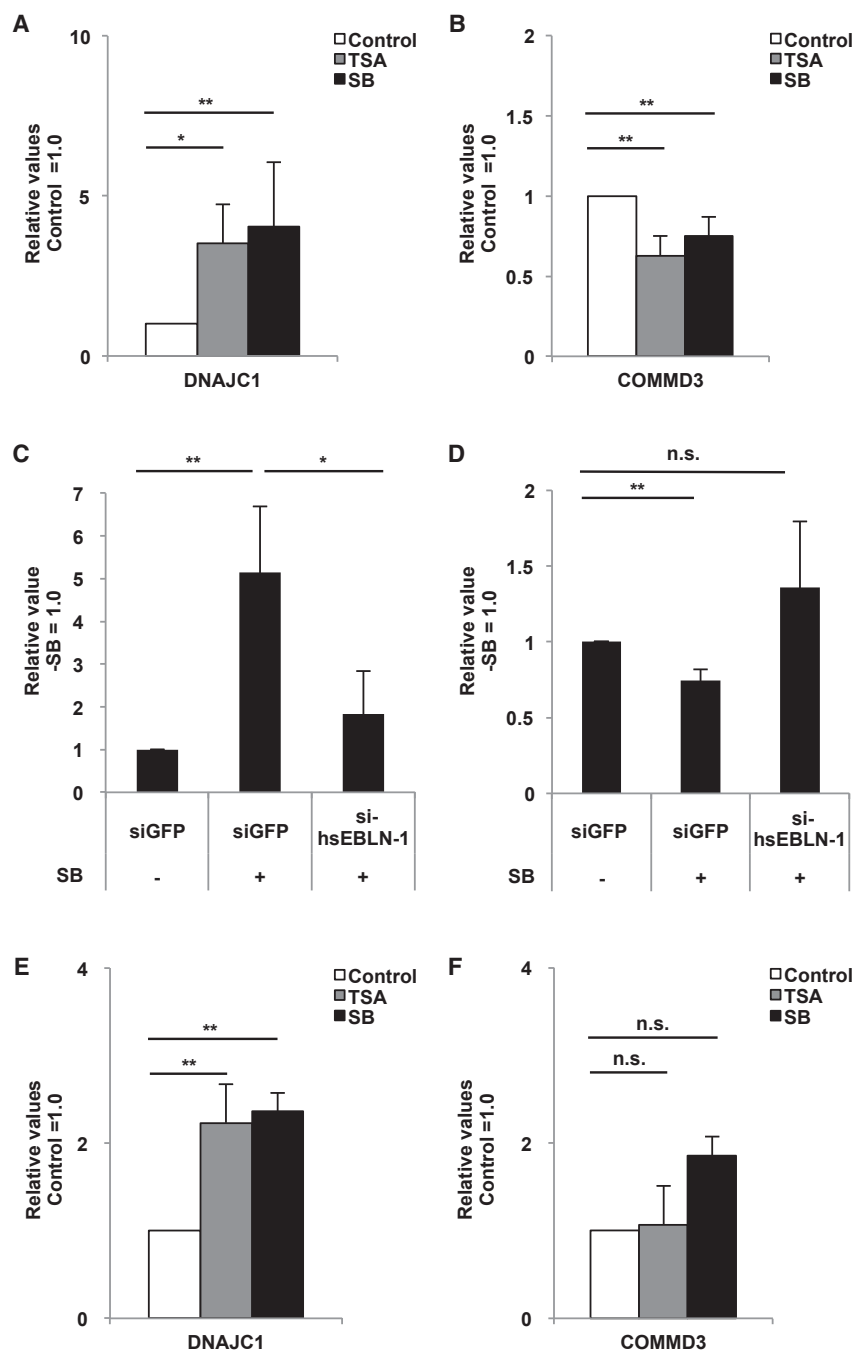 A
Relative values
Control =1.0
10
5
0
Control
TSA
SB
**
*
DNAJC1
B
Relative values
Control =1.0
2
1.5
1
0.5
0
Control
TSA
SB
**
**
COMMD3
C
Relative value
-SB = 1.0
7
6
5
4
3
2
1
0
**
*
siGFP
siGFP
si-
hsEBLN-1
SB
-
+
+
D
Relative value
-SB = 1.0
2
1.5
1
0.5
0
n.s.
**
siGFP
siGFP
si-
hsEBLN-1
SB
-
+
+
E
Relative values
Control =1.0
4
2
0
Control
TSA
SB
**
**
DNAJC1
F
Relative values
Control =1.0
4
2
0
Control
TSA
SB
n.s.
n.s.
COMMD3